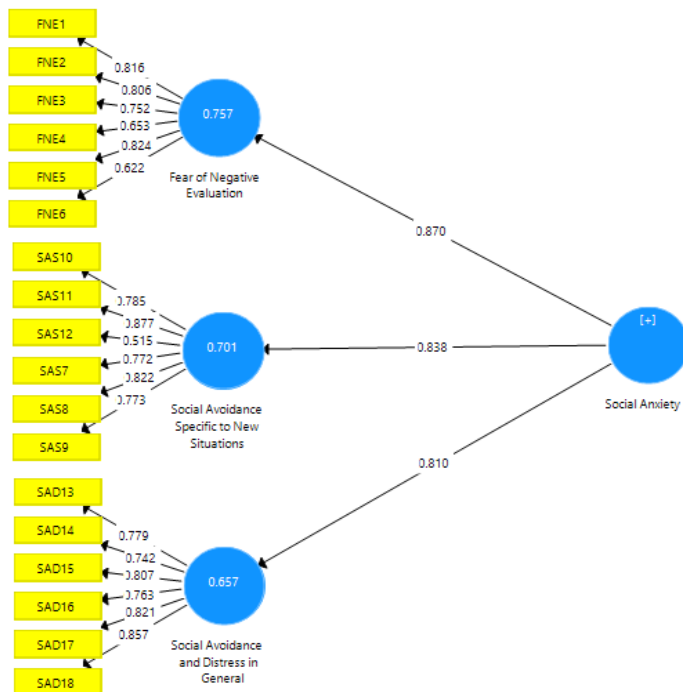 FNE1
FNE2
FNE3
FNE4
FNE5
FNE6
0.816
0.806
0.752
0.653
0.824
0.622
0.757
Fear of Negative
Evaluation
0.870
SAS10
SAS11
SAS12
SAS7
SAS8
SAS9
0.785
0.877
0.515
0.772
0.822
0.773
0.701
Social Avoidance
Specific to New
Situations
0.838
[+]
Social Anxiety
0.810
SAD13
SAD14
SAD15
SAD16
SAD17
SAD18
0.779
0.742
0.807
0.763
0.821
0.857
0.657
Social Avoidance
and Distress in
General